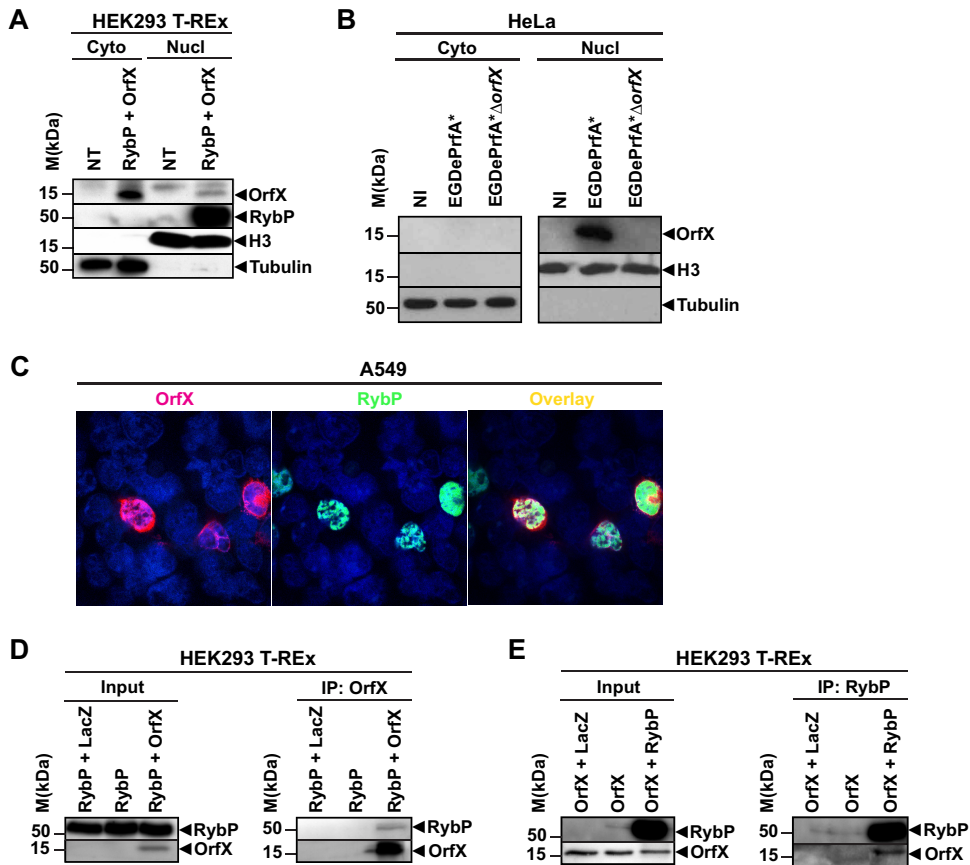 A
HEK293 T-REx
Cyto Nucl
M(kDa) NT RybP + OrfX NT RybP + OrfX
15 OrfX
50 RybP
15 H3
50 Tubulin
B
HeLa
Cyto Nucl
M(kDa) NI EGDePrfA* EGDePrfA*ΔorfX NI EGDePrfA* EGDePrfA*ΔorfX
15 OrfX
15 H3
50 Tubulin
C
A549
OrfX RybP Overlay
D
HEK293 T-REx
Input IP: OrfX
M(kDa) RybP + LacZ RybP RybP + OrfX M(kDa) RybP + LacZ RybP RybP + OrfX
50 RybP 50 RybP
15 OrfX 15 OrfX
E
HEK293 T-REx
Input IP: RybP
M(kDa) OrfX + LacZ OrfX OrfX + RybP M(kDa) OrfX + LacZ OrfX OrfX + RybP
50 RybP 50 RybP
15 OrfX 15 OrfX